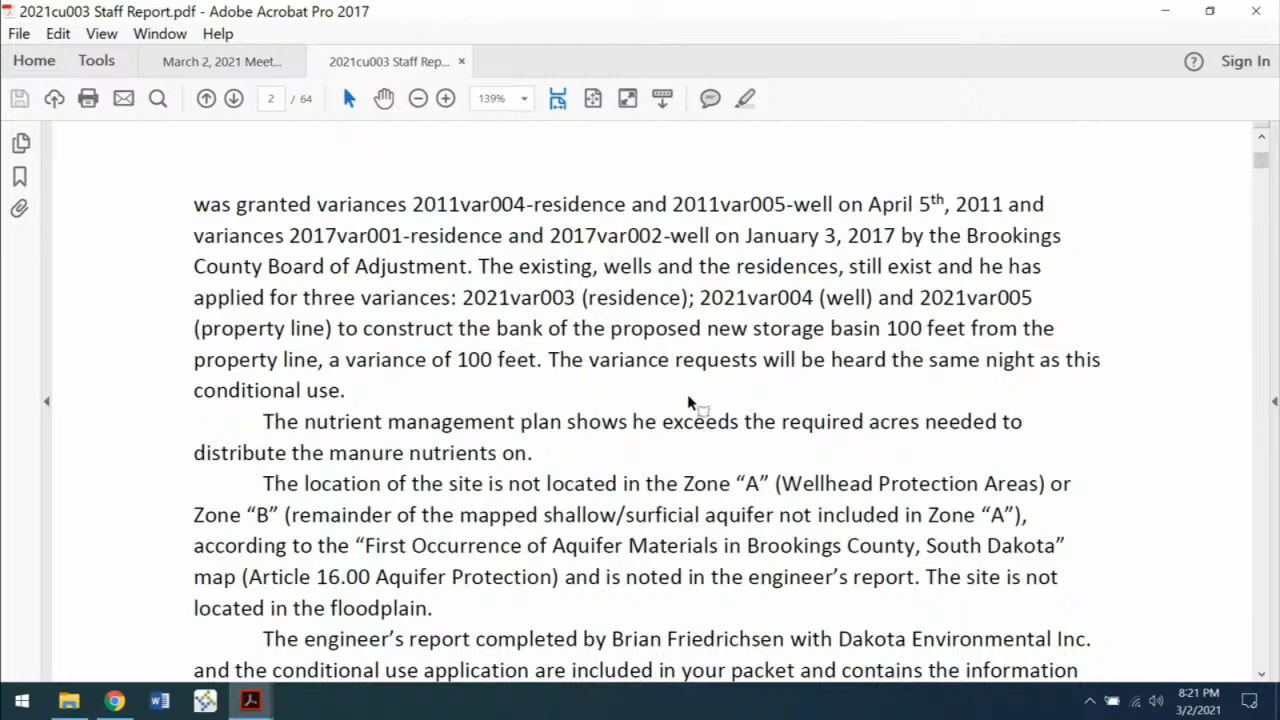 2021cu003 Staff Report.pdf - Adobe Acrobat Pro 2017
File Edit View Window Help
Home Tools March 2, 2021 Meet... 2021cu003 Staff Rep... × Sign In
2 / 64 139%
was granted variances 2011var004-residence and 2011var005-well on April 5th, 2011 and
variances 2017var001-residence and 2017var002-well on January 3, 2017 by the Brookings
County Board of Adjustment. The existing, wells and the residences, still exist and he has
applied for three variances: 2021var003 (residence); 2021var004 (well) and 2021var005
(property line) to construct the bank of the proposed new storage basin 100 feet from the
property line, a variance of 100 feet. The variance requests will be heard the same night as this
conditional use.
The nutrient management plan shows he exceeds the required acres needed to
distribute the manure nutrients on.
The location of the site is not located in the Zone “A” (Wellhead Protection Areas) or
Zone “B” (remainder of the mapped shallow/surficial aquifer not included in Zone “A”),
according to the “First Occurrence of Aquifer Materials in Brookings County, South Dakota”
map (Article 16.00 Aquifer Protection) and is noted in the engineer’s report. The site is not
located in the floodplain.
The engineer’s report completed by Brian Friedrichsen with Dakota Environmental Inc.
and the conditional use application are included in your packet and contains the information
8:21 PM
3/2/2021